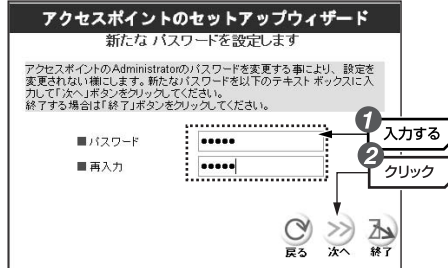 アクセスポイントのセットアップウィザード
新たな パスワードを設定します
アクセスポイントのAdministratorのパスワードを変更する事により、設定を
変更されない様にします。新たなパスワードを以下のテキスト ボックスに入
力して「次へ」ボタンをクリックしてください。
終了する場合は「終了」ボタンをクリックしてください。
■パスワード ●●●●●
❶ 入力する
■再入力 ●●●●●
❷ クリック
戻る 次へ 終了